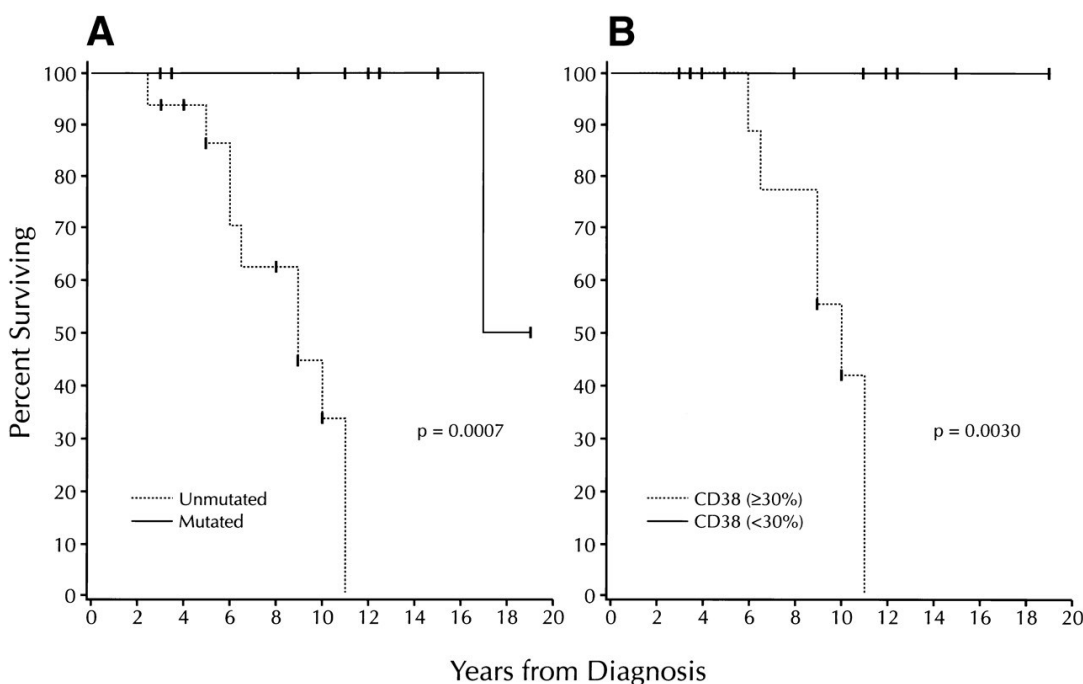 A
B
Percent Surviving
100
90
80
70
60
50
40
30
20
10
0
p = 0.0007
Unmutated
Mutated
0 2 4 6 8 10 12 14 16 18 20
100
90
80
70
60
50
40
30
20
10
0
p = 0.0030
CD38 (≥30%)
CD38 (<30%)
0 2 4 6 8 10 12 14 16 18 20
Years from Diagnosis